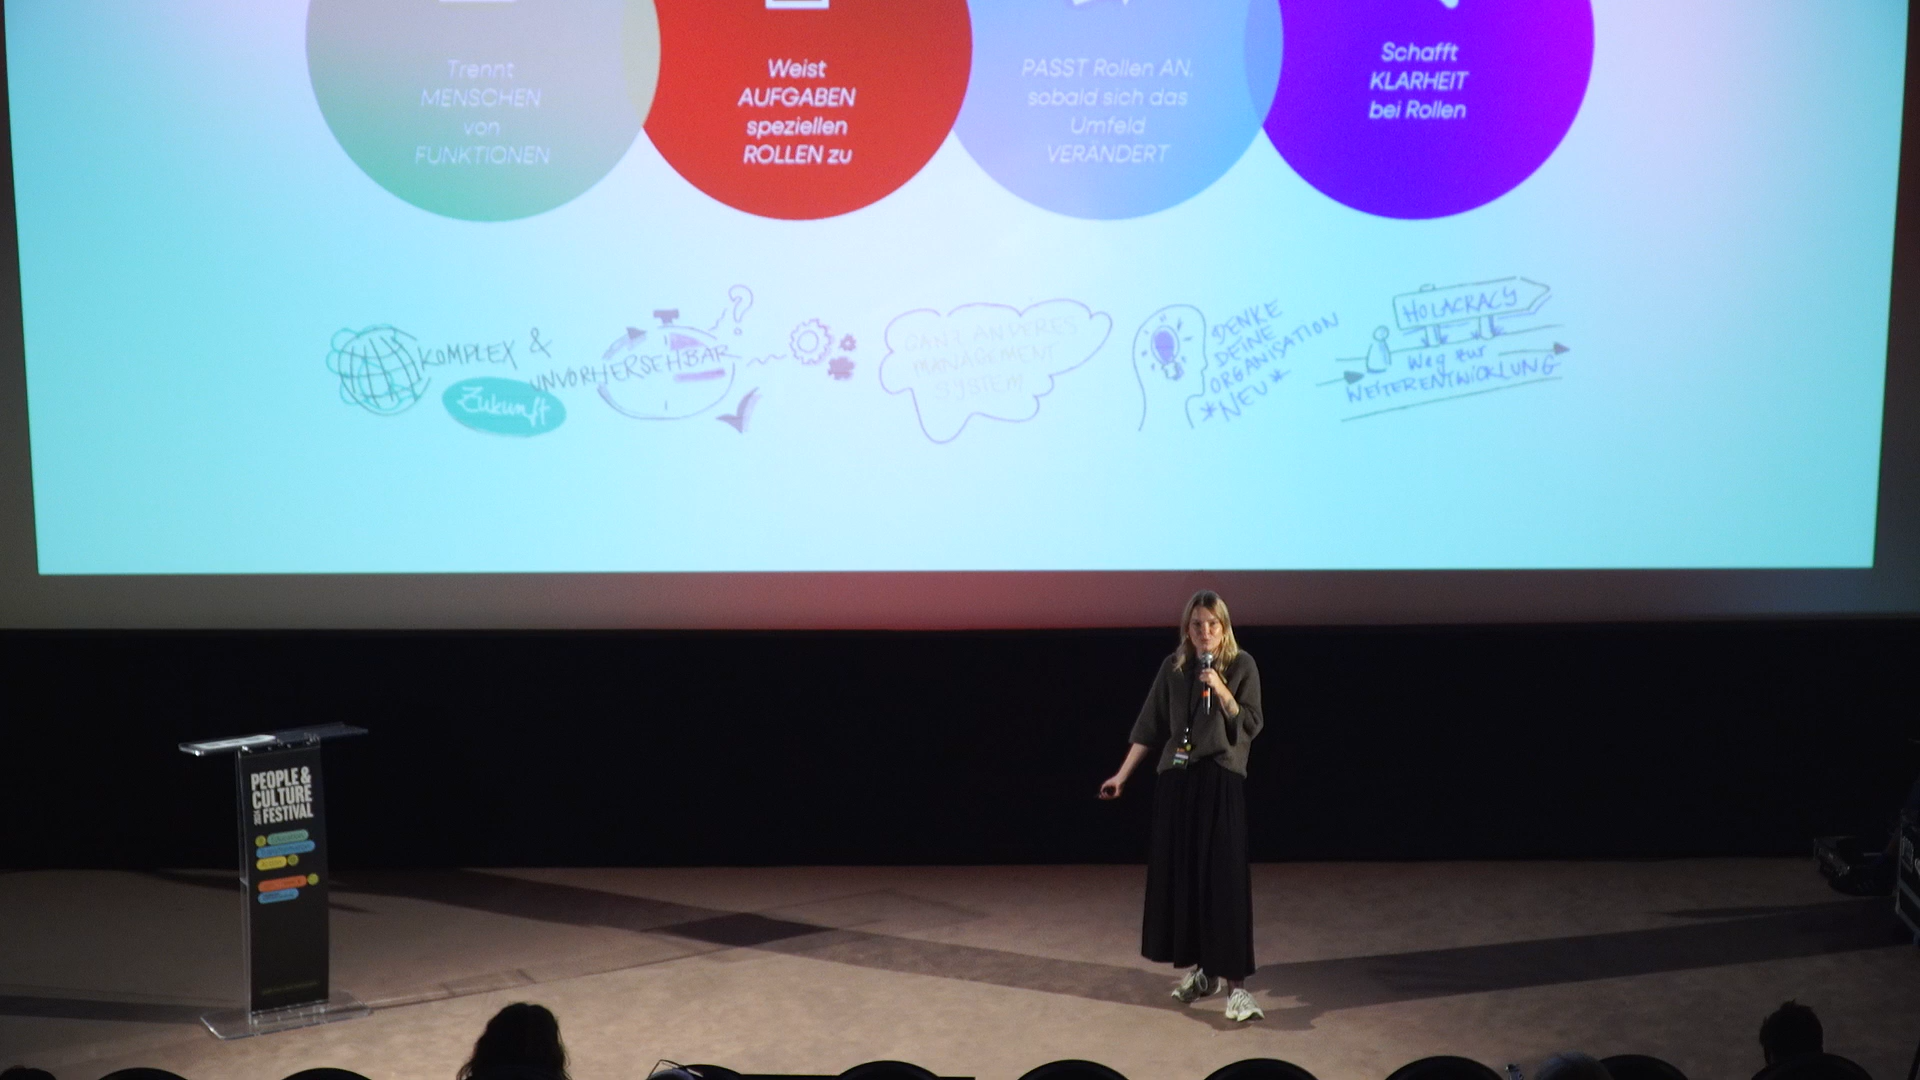 Trennt
MENSCHEN
von
FUNKTIONEN
Weist
AUFGABEN
speziellen
ROLLEN zu
PASST Rollen AN,
sobald sich das
Umfeld
VERÄNDERT
Schafft
KLARHEIT
bei Rollen
KOMPLEX &
UNVORHERSEHBAR
Zukunft
?
GANZ ANDERES
MANAGEMENT
SYSTEM
DENKE
DEINE
ORGANISATION
*NEU*
HOLACRACY
Weg zur
WEITERENTWICKLUNG
PEOPLE &
CULTURE
FESTIVAL